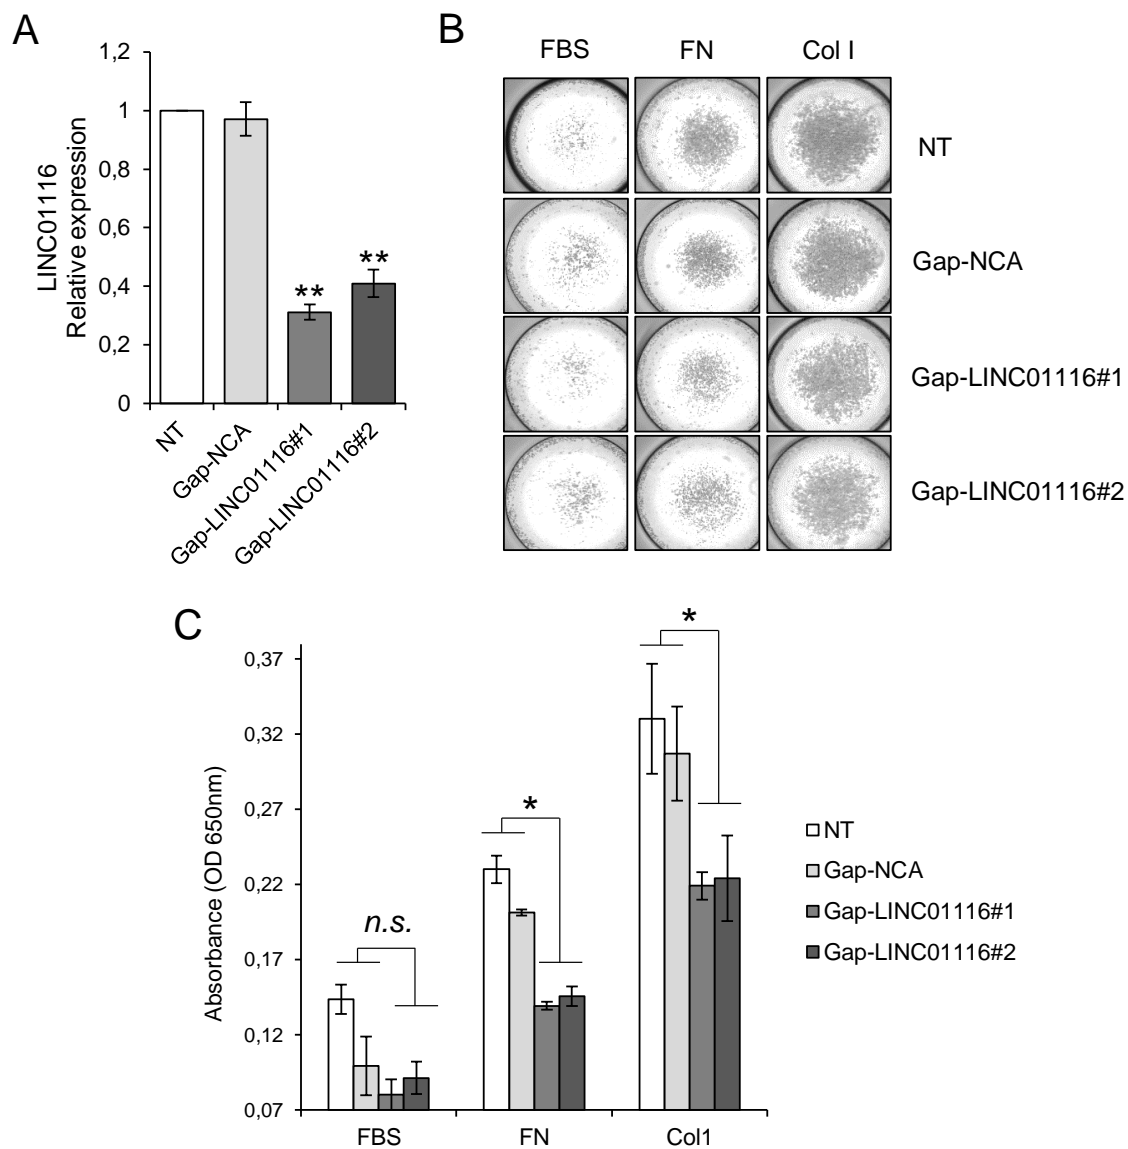 A
1,2
1
0,8
0,6
0,4
0,2
0
LINC01116
Relative expression
**
**
NT
Gap-NCA
Gap-LINC01116#1
Gap-LINC01116#2
B
FBS FN Col I
NT
Gap-NCA
Gap-LINC01116#1
Gap-LINC01116#2
C
0,37
0,32
0,27
0,22
0,17
0,12
0,07
Absorbance (OD 650nm)
n.s.
*
*
FBS FN Col1
NT
Gap-NCA
Gap-LINC01116#1
Gap-LINC01116#2